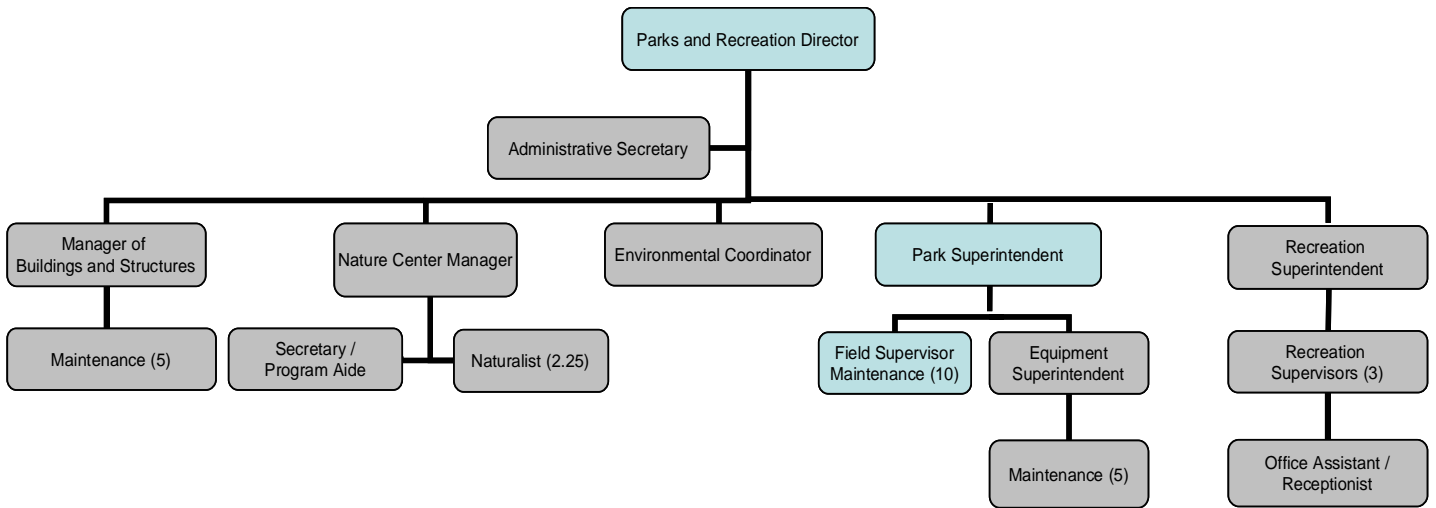 Parks and Recreation Director
Administrative Secretary
Manager of
Buildings and Structures
Nature Center Manager
Environmental Coordinator
Park Superintendent
Recreation
Superintendent
Maintenance (5)
Secretary /
Program Aide
Naturalist (2.25)
Field Supervisor
Maintenance (10)
Equipment
Superintendent
Recreation
Supervisors (3)
Maintenance (5)
Office Assistant /
Receptionist